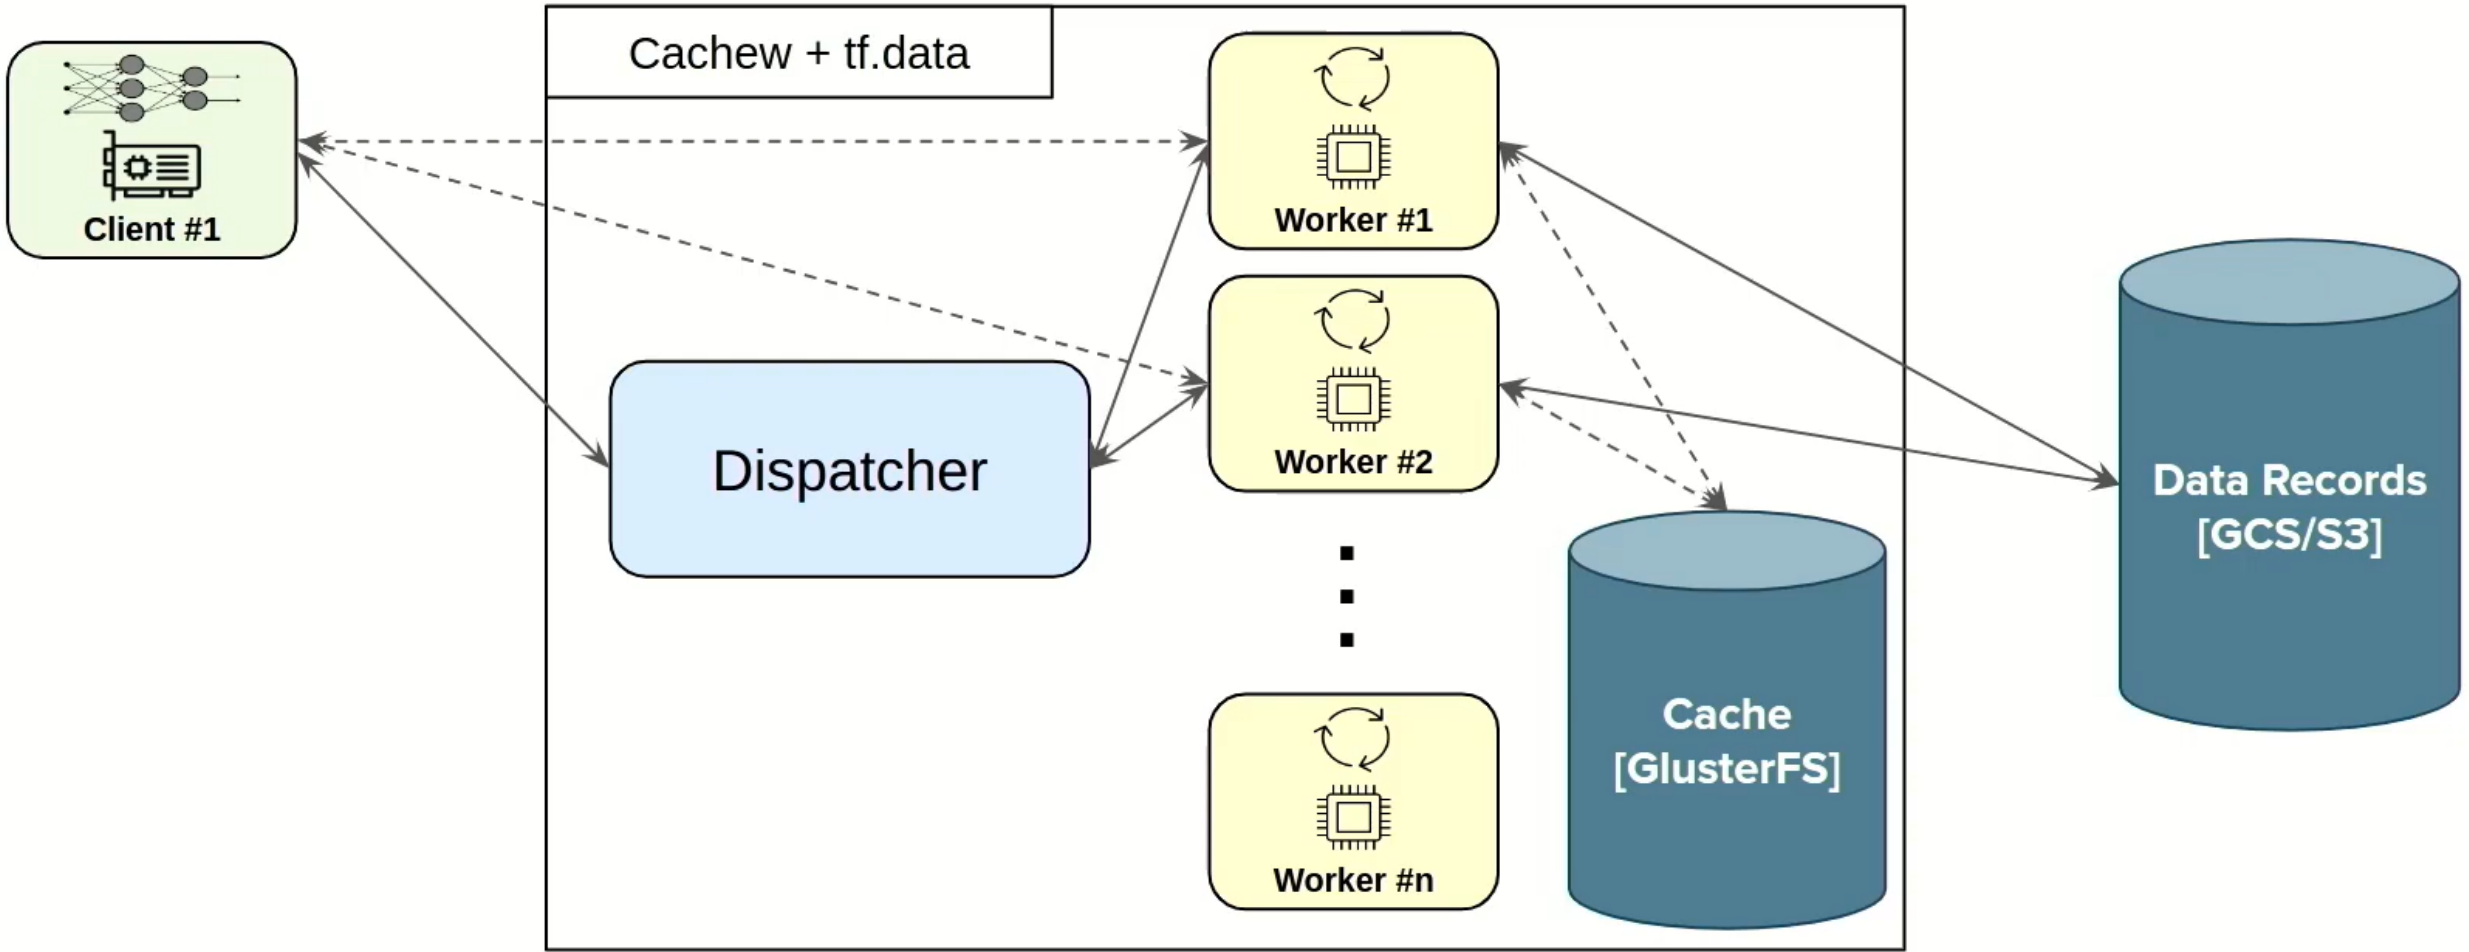 Cachew + tf.data
Client #1
Worker #1
Worker #2
Dispatcher
Data Records
[GCS/S3]
Cache
[GlusterFS]
Worker #n